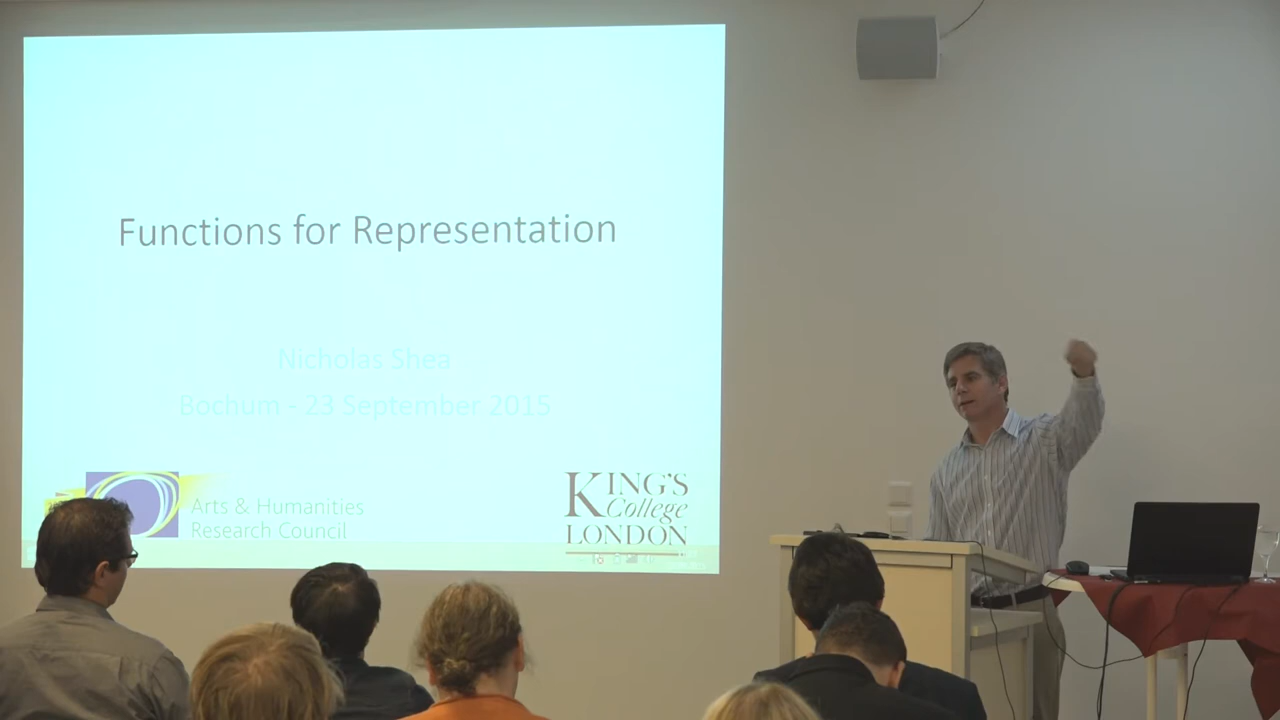 Functions for Representation
Nicholas Shea
Bochum - 23 September 2015
Arts & Humanities
Research Council
KING'S
College
LONDON